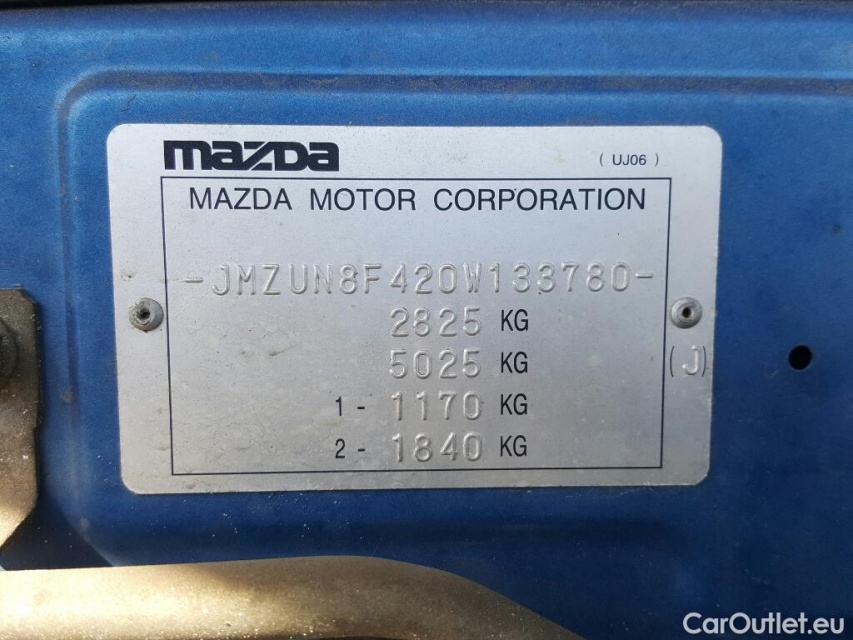 mazda
( UJ06 )
MAZDA MOTOR CORPORATION
-JMZUN8F420W133780-
2825 KG
5025 KG
(J)
1 - 1170 KG
2 - 1840 KG
CarOutlet.eu